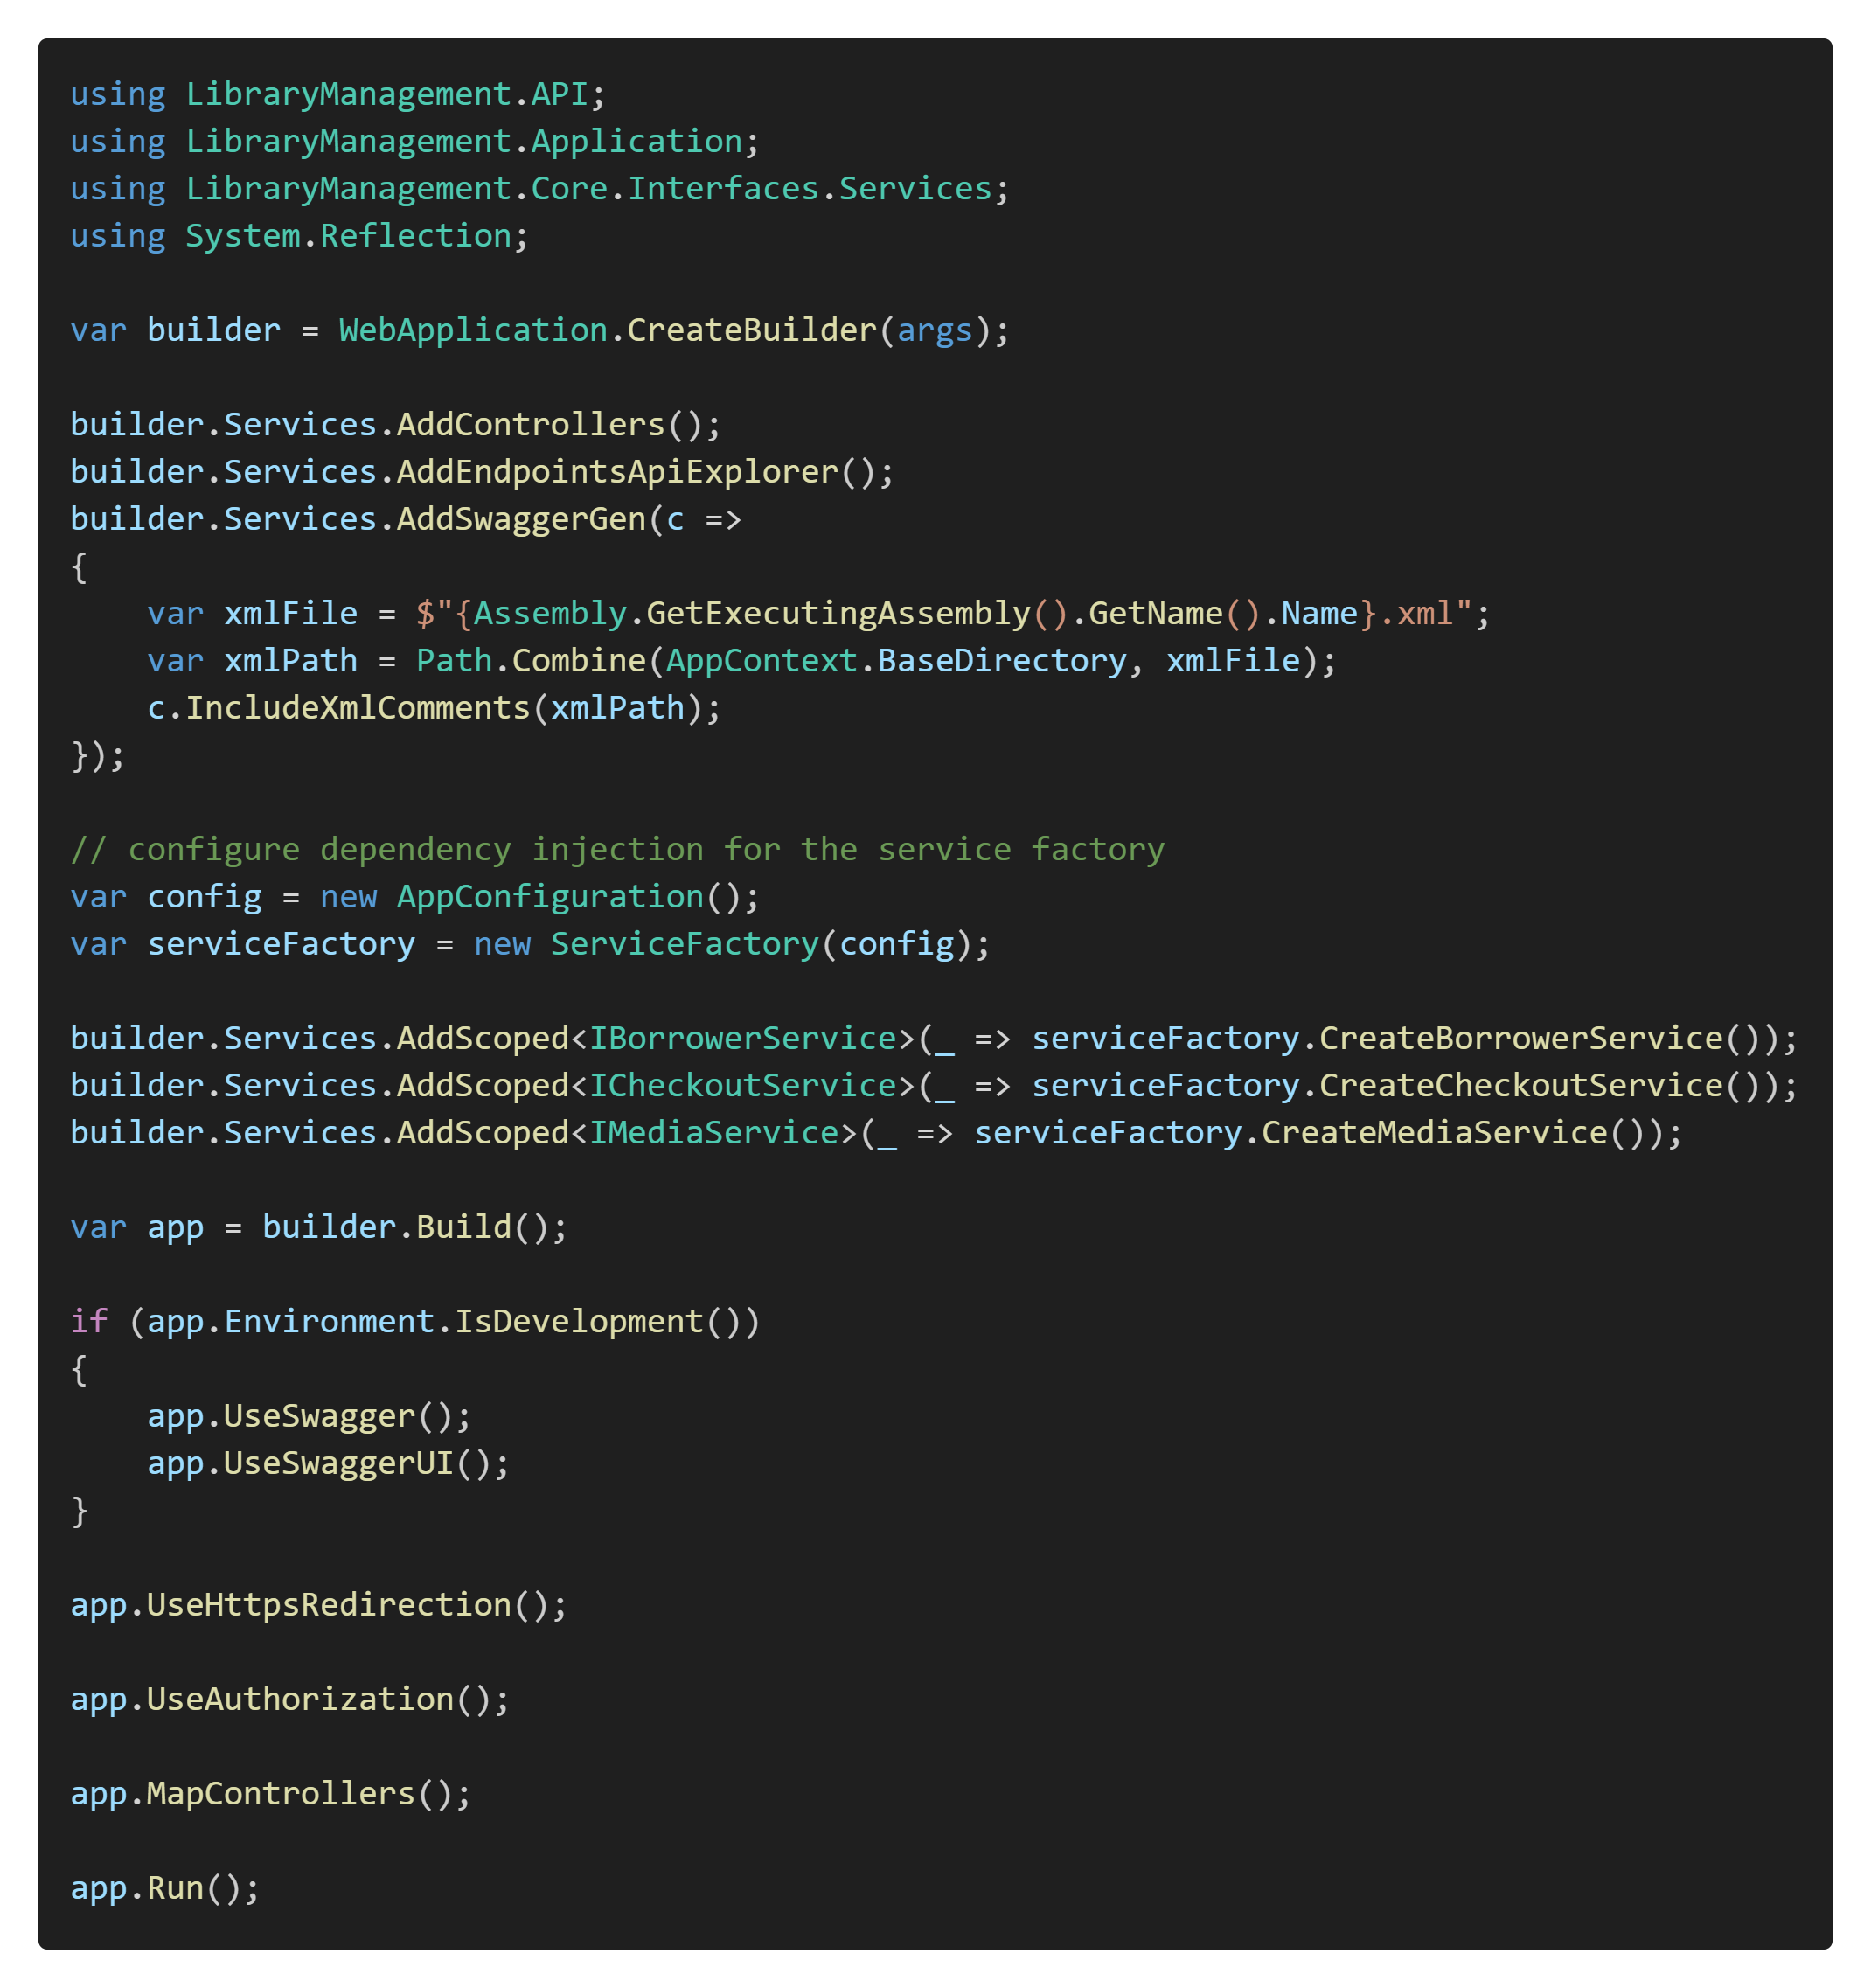 using LibraryManagement.API;
using LibraryManagement.Application;
using LibraryManagement.Core.Interfaces.Services;
using System.Reflection;

var builder = WebApplication.CreateBuilder(args);

builder.Services.AddControllers();
builder.Services.AddEndpointsApiExplorer();
builder.Services.AddSwaggerGen(c =>
{
    var xmlFile = $"{Assembly.GetExecutingAssembly().GetName().Name}.xml";
    var xmlPath = Path.Combine(AppContext.BaseDirectory, xmlFile);
    c.IncludeXmlComments(xmlPath);
});

// configure dependency injection for the service factory
var config = new AppConfiguration();
var serviceFactory = new ServiceFactory(config);

builder.Services.AddScoped<IBorrowerService>(_ => serviceFactory.CreateBorrowerService());
builder.Services.AddScoped<ICheckoutService>(_ => serviceFactory.CreateCheckoutService());
builder.Services.AddScoped<IMediaService>(_ => serviceFactory.CreateMediaService());

var app = builder.Build();

if (app.Environment.IsDevelopment())
{
    app.UseSwagger();
    app.UseSwaggerUI();
}

app.UseHttpsRedirection();

app.UseAuthorization();

app.MapControllers();

app.Run();